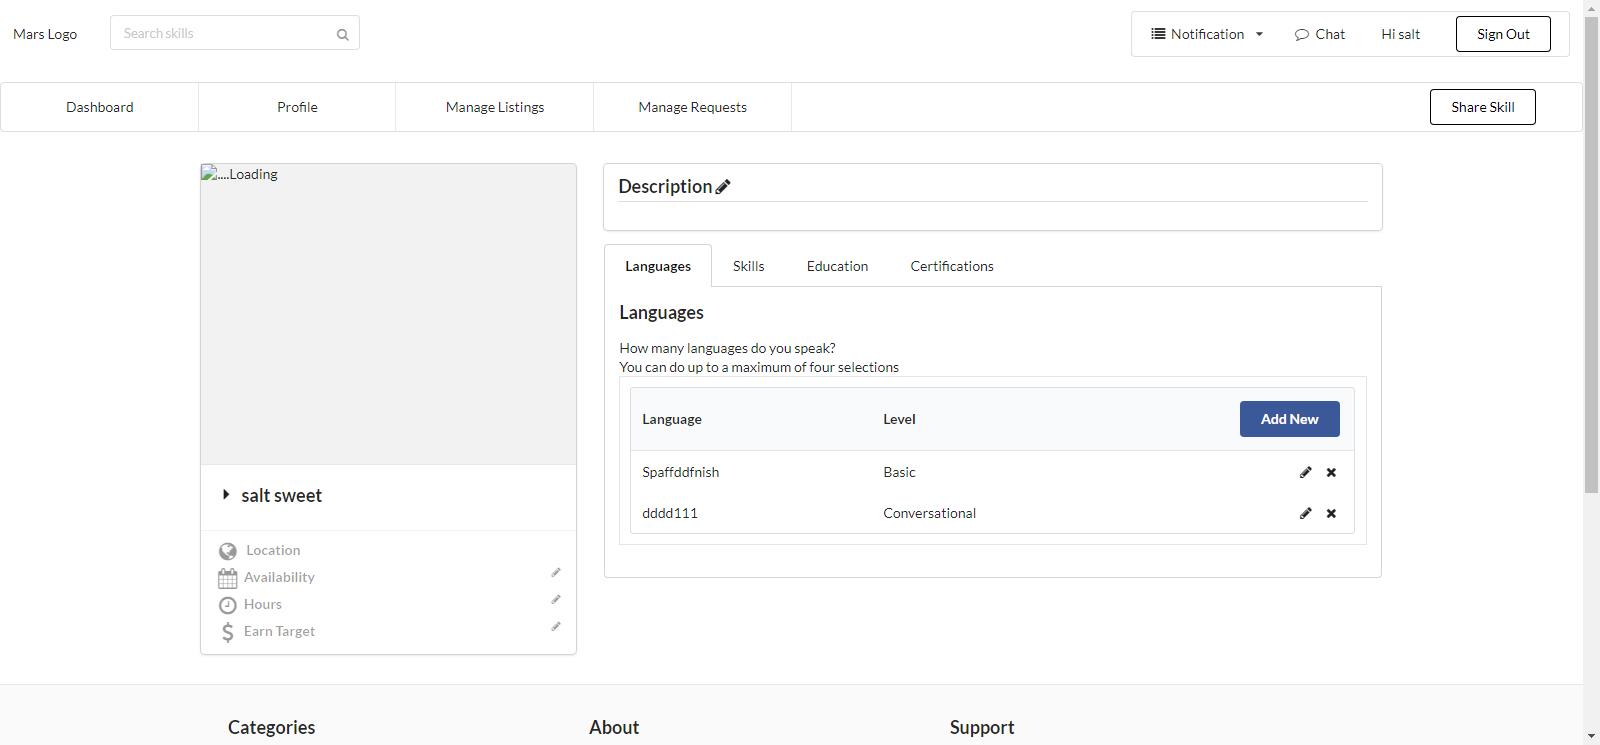 Mars Logo
Search skills
Notification
Chat
Hi salt
Sign Out
Dashboard
Profile
Manage Listings
Manage Requests
Share Skill
....Loading
salt sweet
Location
Availability
Hours
Earn Target
Description
Languages
Skills
Education
Certifications
Languages
How many languages do you speak?
You can do up to a maximum of four selections
Language Level Add New
Spaffddfnish Basic
dddd111 Conversational
Categories
About
Support